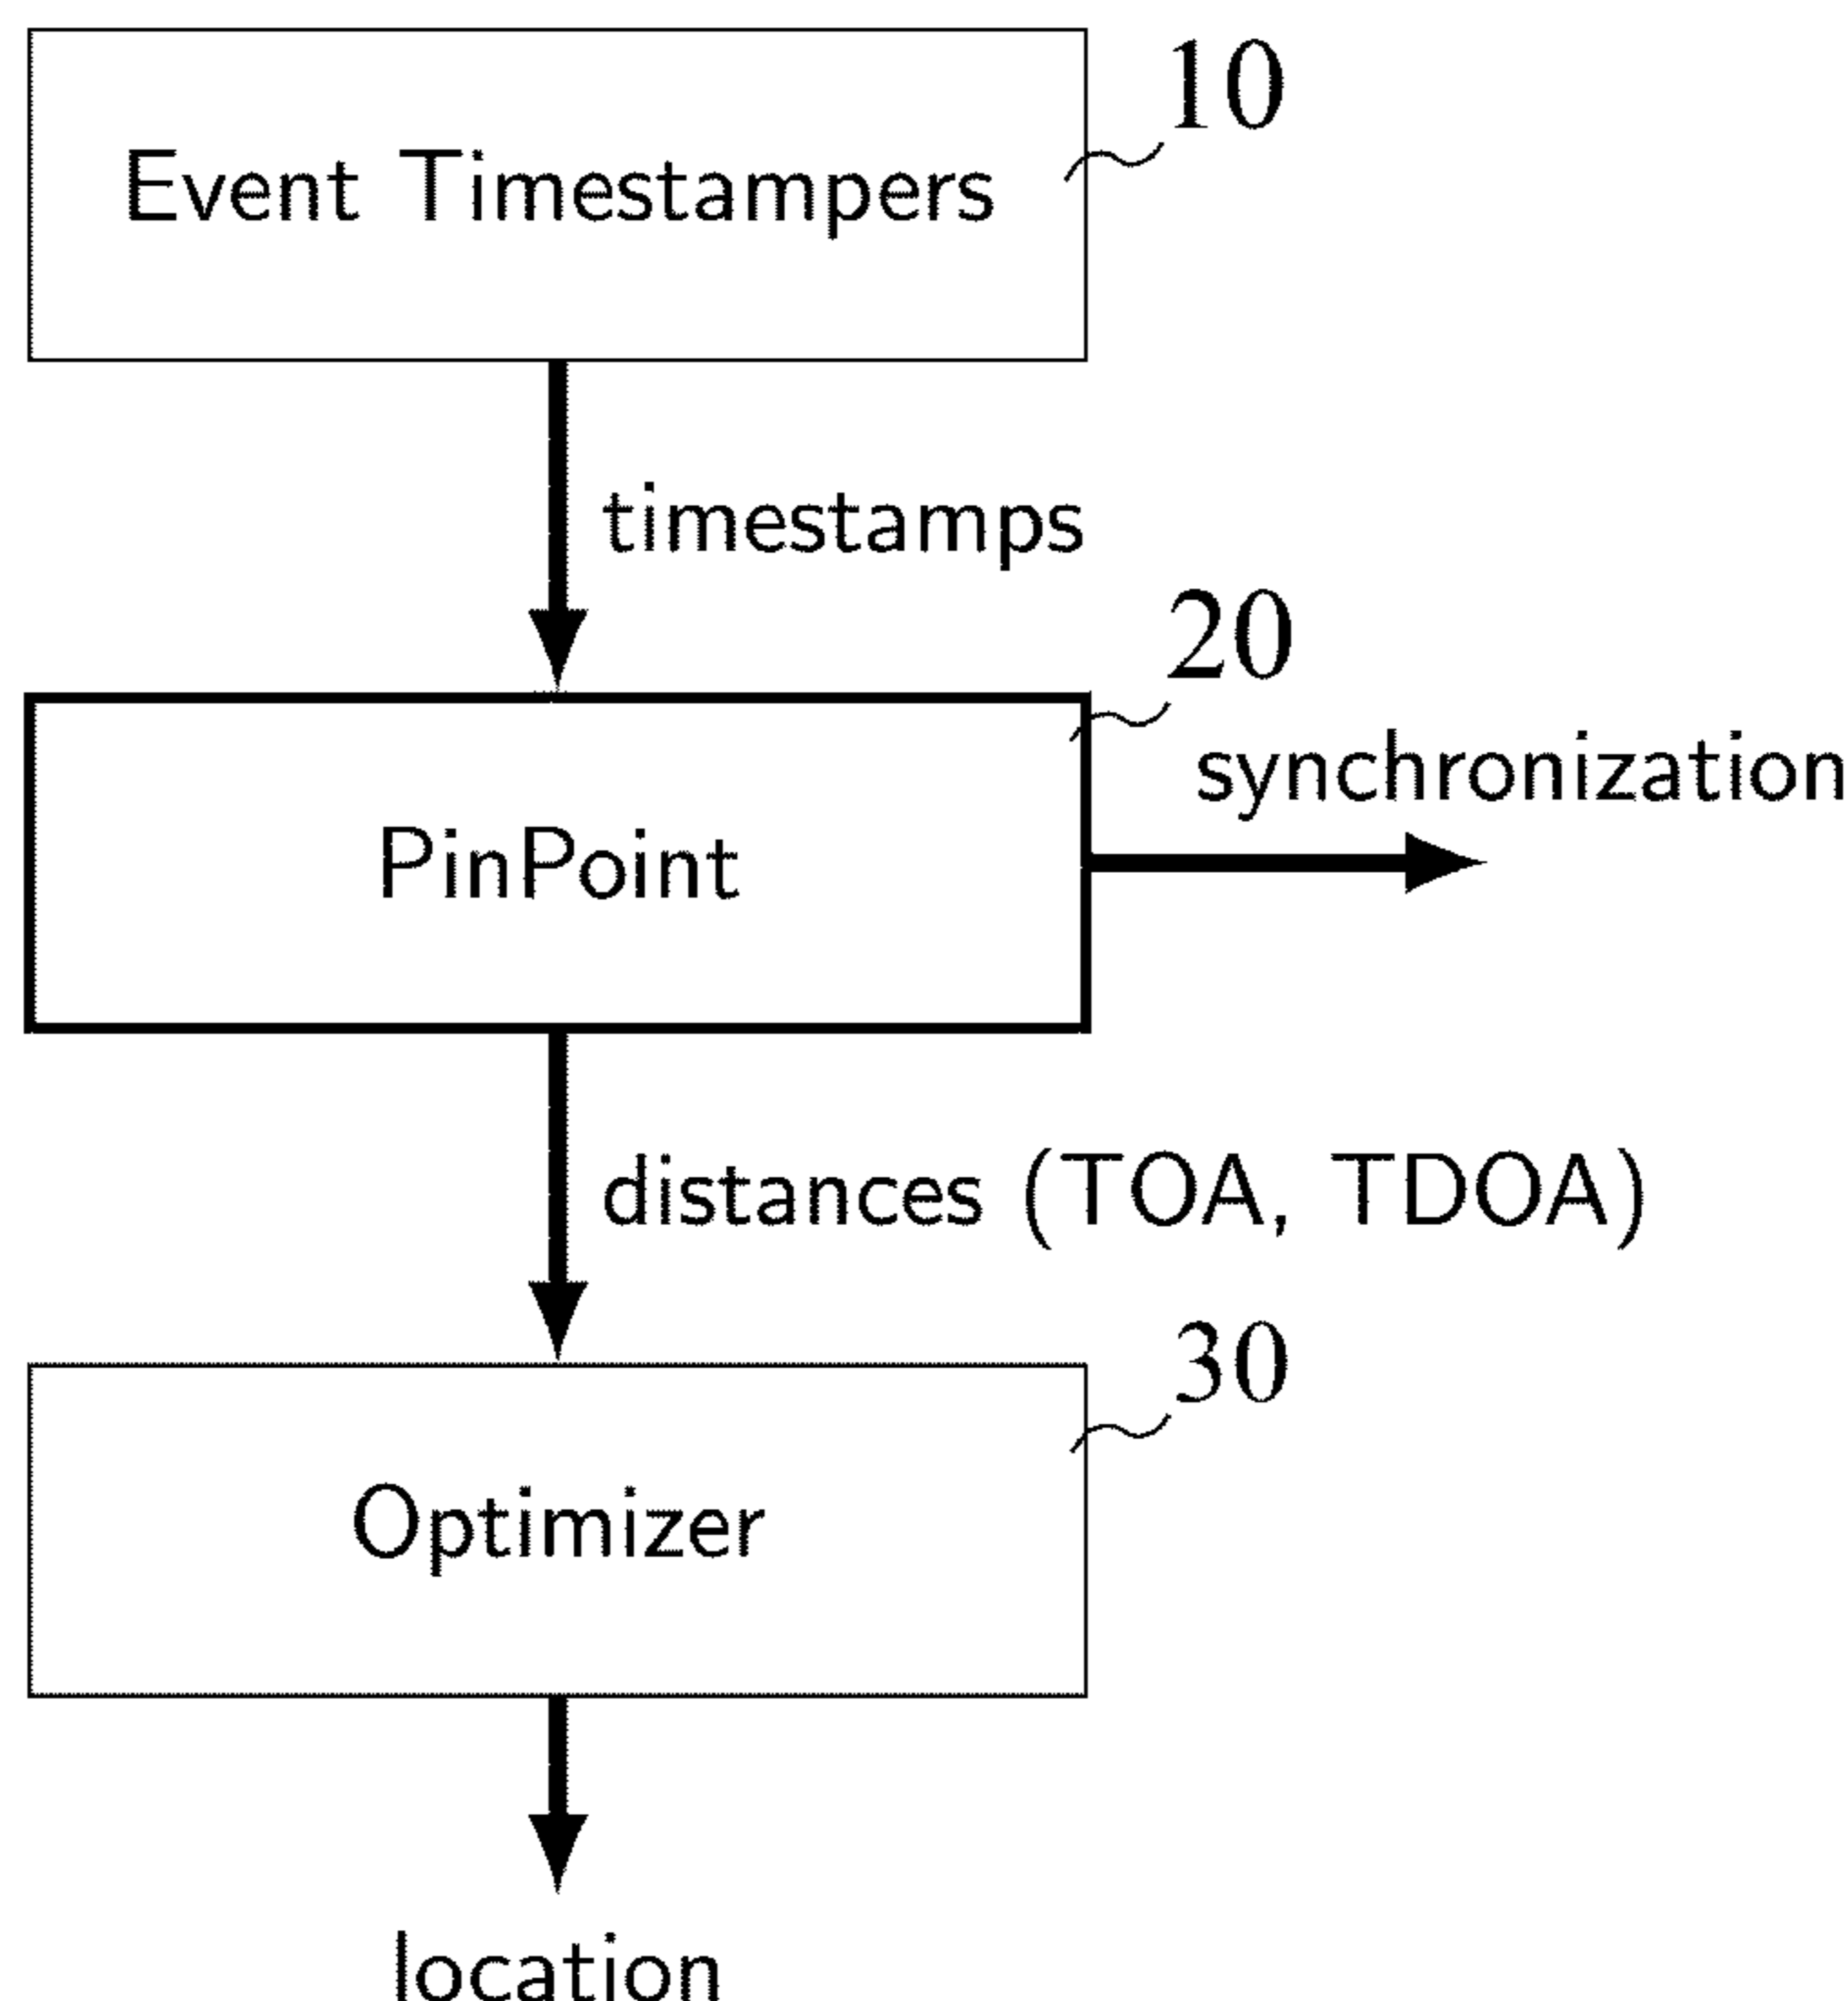 10
Event Timestampers
timestamps
20
synchronization
PinPoint
distances (TOA, TDOA)
30
Optimizer
location